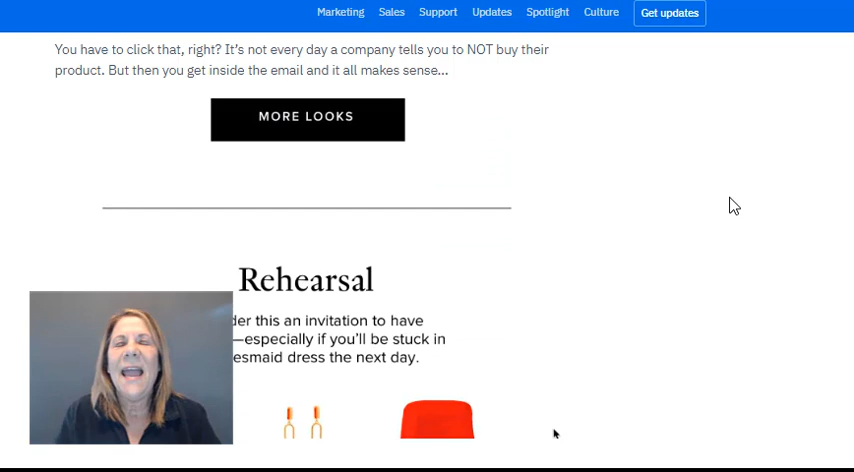 Marketing Sales Support Updates Spotlight Culture Get updates
You have to click that, right? It's not every day a company tells you to NOT buy their
product. But then you get inside the email and it all makes sense...
MORE LOOKS
Rehearsal
this an invitation to have
—especially if you'll be stuck in
dress the next day.